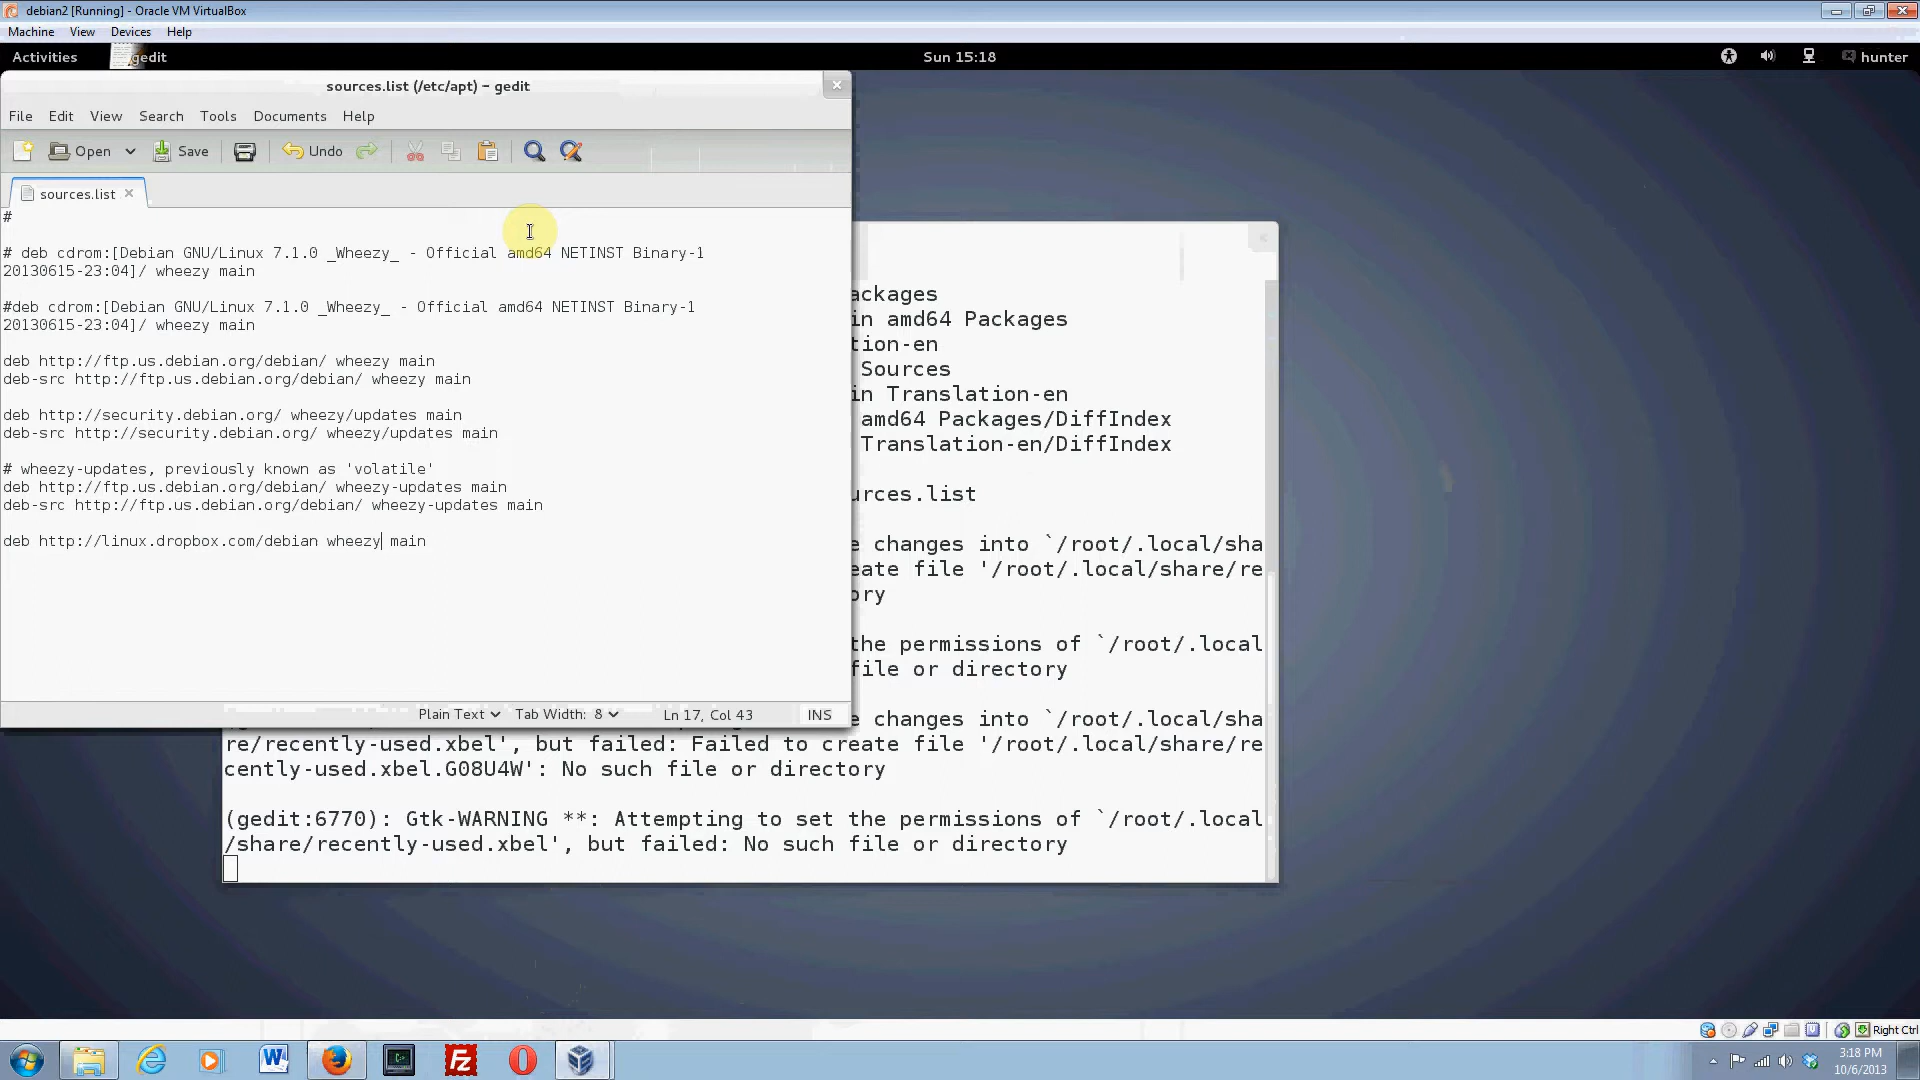 debian2 [Running] - Oracle VM VirtualBox
Machine View Devices Help
Activities gedit Sun 15:18 hunter
sources.list (/etc/apt) - gedit
File Edit View Search Tools Documents Help
Open Save Undo
sources.list
#
# deb cdrom:[Debian GNU/Linux 7.1.0 _Wheezy_ - Official amd64 NETINST Binary-1
20130615-23:04]/ wheezy main
#deb cdrom:[Debian GNU/Linux 7.1.0 _Wheezy_ - Official amd64 NETINST Binary-1
20130615-23:04]/ wheezy main
deb http://ftp.us.debian.org/debian/ wheezy main
deb-src http://ftp.us.debian.org/debian/ wheezy main
deb http://security.debian.org/ wheezy/updates main
deb-src http://security.debian.org/ wheezy/updates main
# wheezy-updates, previously known as 'volatile'
deb http://ftp.us.debian.org/debian/ wheezy-updates main
deb-src http://ftp.us.debian.org/debian/ wheezy-updates main
deb http://linux.dropbox.com/debian wheezy main
Plain Text Tab Width: 8 Ln 17, Col 43 INS
ackages
in amd64 Packages
tion-en
Sources
in Translation-en
amd64 Packages/DiffIndex
Translation-en/DiffIndex
urces.list
e changes into `/root/.local/sha
eate file '/root/.local/share/re
ory
the permissions of `/root/.local
file or directory
e changes into `/root/.local/sha
re/recently-used.xbel', but failed: Failed to create file '/root/.local/share/re
cently-used.xbel.G08U4W': No such file or directory
(gedit:6770): Gtk-WARNING **: Attempting to set the permissions of `/root/.local
/share/recently-used.xbel', but failed: No such file or directory
Right Ctrl
3:18 PM
10/6/2013